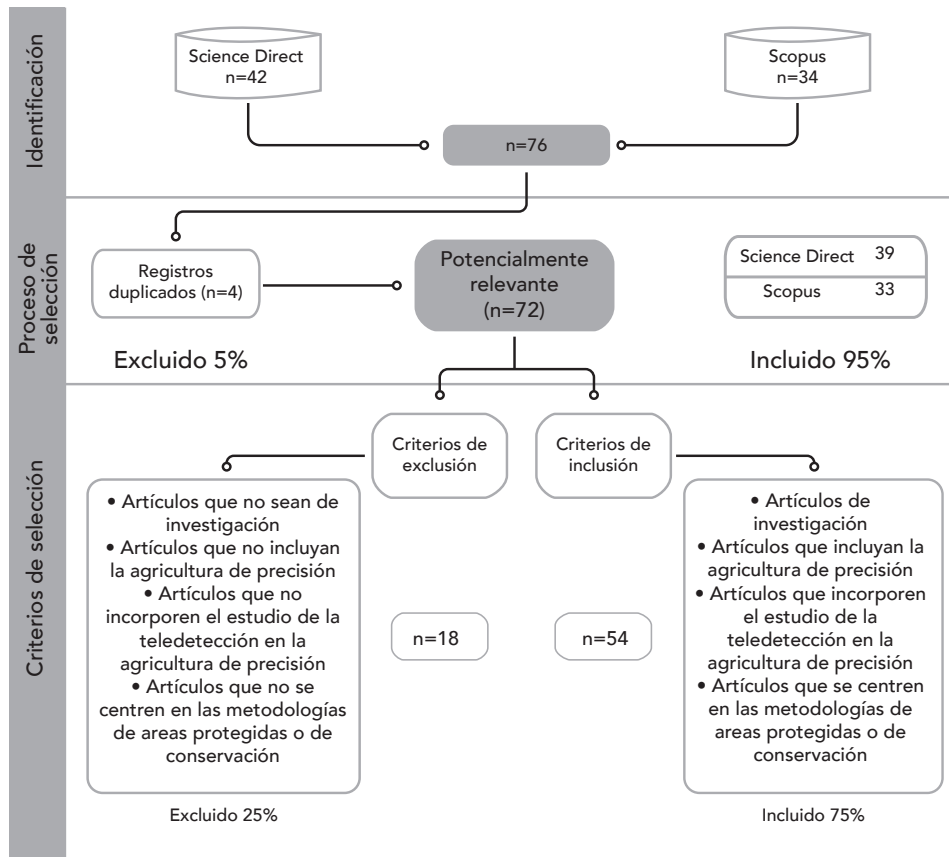 Identificación
Science Direct
n=42
Scopus
n=34
n=76
Proceso de
selección
Registros
duplicados (n=4)
Potencialmente
relevante
(n=72)
Science Direct 39
Scopus 33
Excluido 5%
Incluido 95%
Criterios de selección
Criterios de
exclusión
Criterios de
inclusión
• Artículos que no sean de
investigación
• Artículos que no incluyan
la agricultura de precisión
• Artículos que no
incorporen el estudio de la
teledetección en la
agricultura de precisión
• Artículos que no se
centren en las metodologías
de areas protegidas o de
conservación
n=18
n=54
• Artículos de
investigación
• Artículos que incluyan la
agricultura de precisión
• Artículos que incorporen
el estudio de la
teledetección en la
agricultura de precisión
• Artículos que se centren
en las metodologías de
areas protegidas o de
conservación
Excluido 25%
Incluido 75%